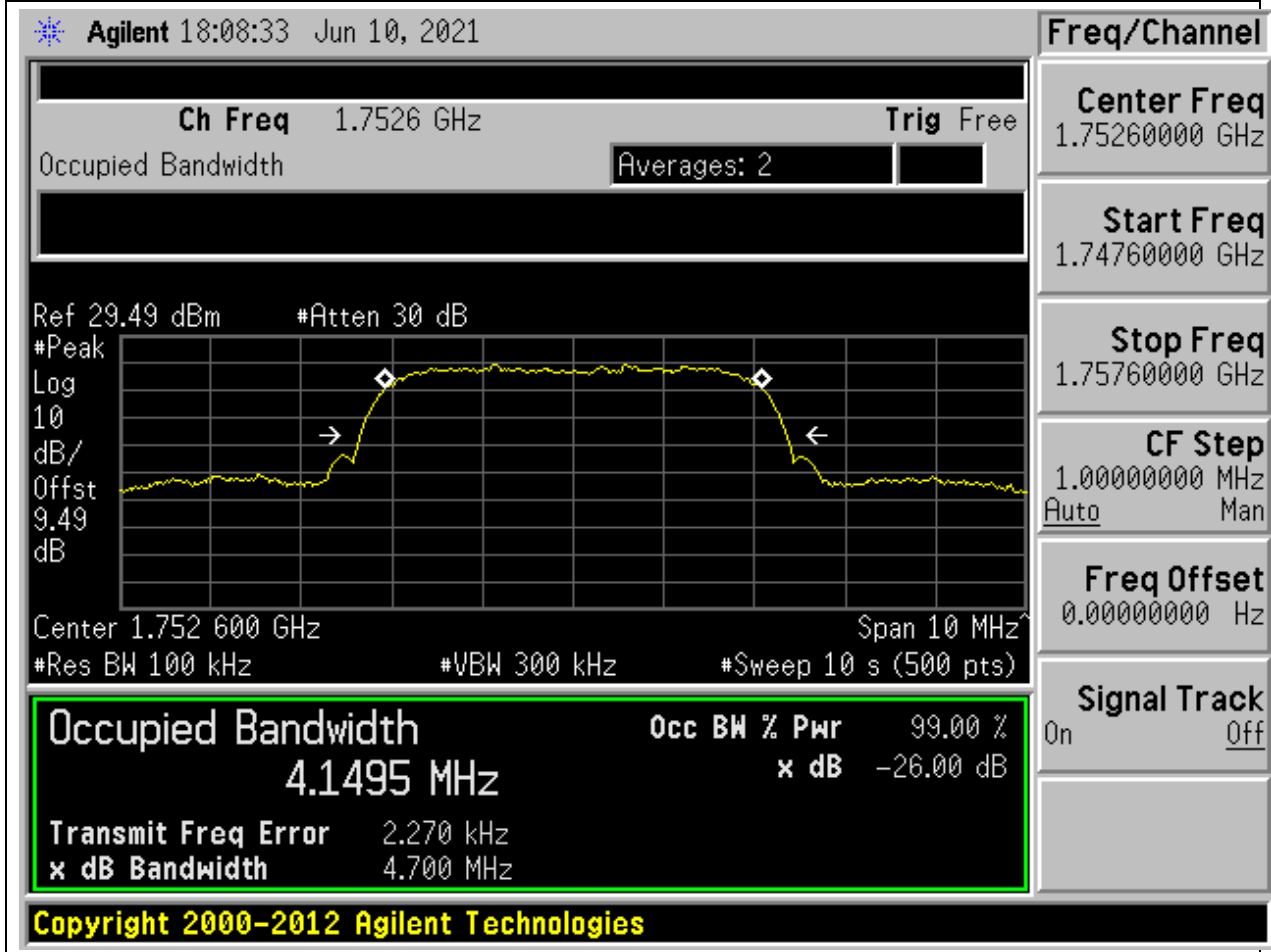 Agilent 18:08:33 Jun 10, 2021
Freq/Channel
Ch Freq 1.7526 GHz Trig Free
Occupied Bandwidth Averages: 2
Center Freq
1.75260000 GHz
Start Freq
1.74760000 GHz
Stop Freq
1.75760000 GHz
CF Step
1.00000000 MHz
Auto Man
Freq Offset
0.00000000 Hz
Signal Track
On Off
Ref 29.49 dBm #Atten 30 dB
#Peak
Log
10
dB/
Offst
9.49
dB
Center 1.752 600 GHz Span 10 MHz^
#Res BW 100 kHz #VBW 300 kHz #Sweep 10 s (500 pts)
Occupied Bandwidth Occ BW % Pwr 99.00 %
4.1495 MHz x dB -26.00 dB
Transmit Freq Error 2.270 kHz
x dB Bandwidth 4.700 MHz
Copyright 2000-2012 Agilent Technologies